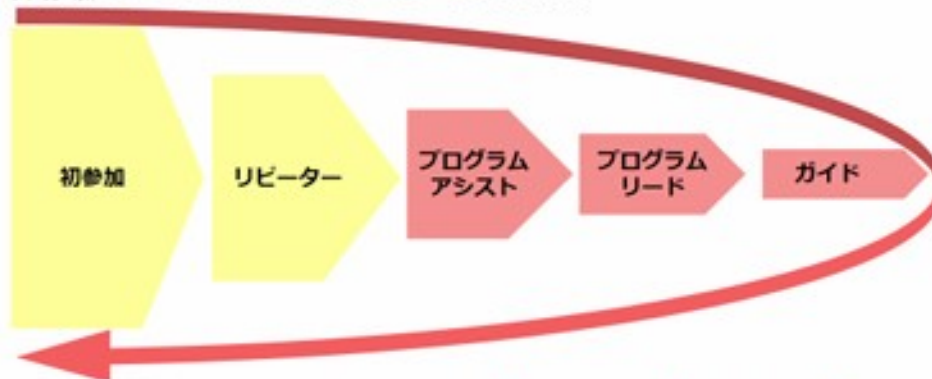 初参加
リピーター
プログラム
アシスト
プログラム
リード
ガイド